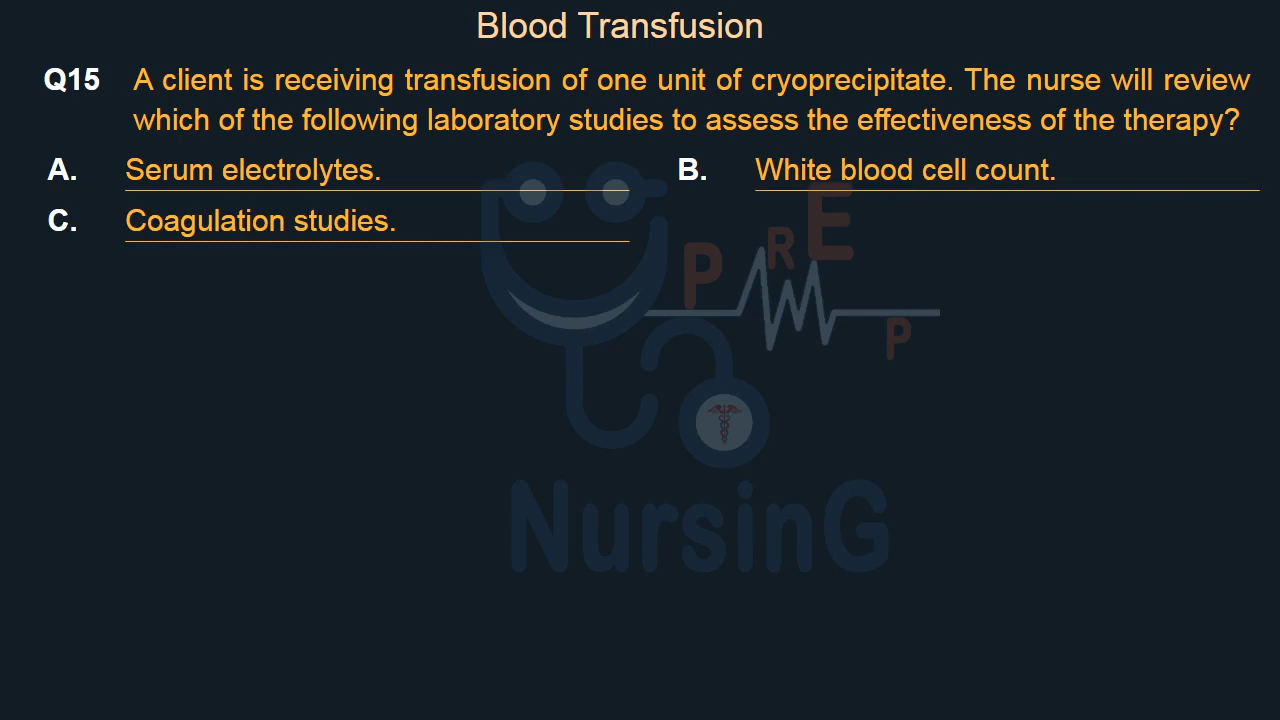 Blood Transfusion
Q15 A client is receiving transfusion of one unit of cryoprecipitate. The nurse will review
which of the following laboratory studies to assess the effectiveness of the therapy?
A. Serum electrolytes. B. White blood cell count.
C. Coagulation studies.
PREP
NursinG